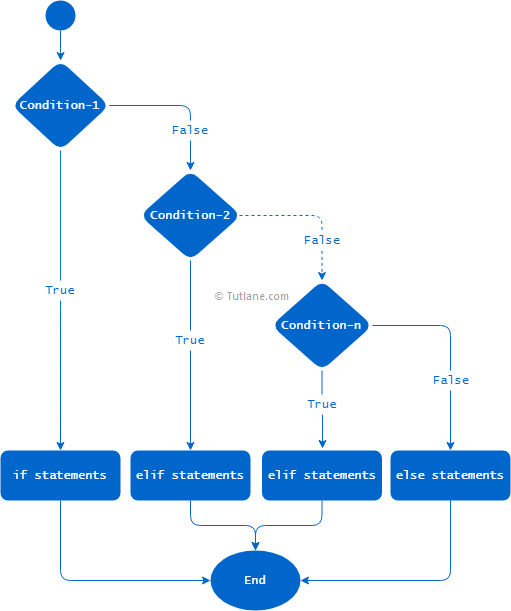 Condition-1
False
Condition-2
False
True
© Tutlane.com
Condition-n
True
False
True
if statements
elif statements
elif statements
else statements
End